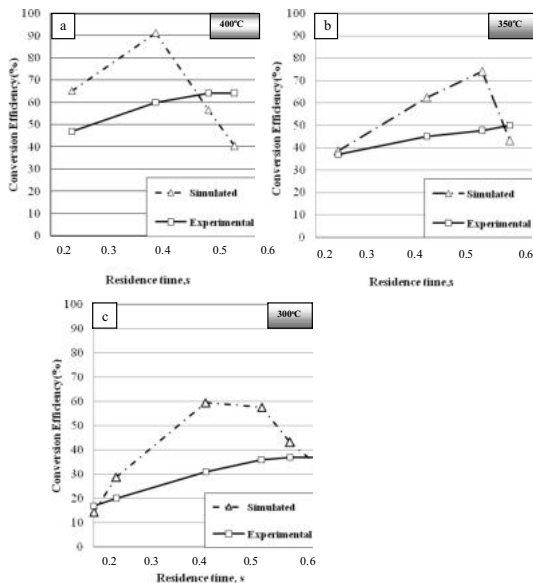 a
400ºC
100
90
80
70
60
50
40
30
20
10
0
Conversion Efficiency(%)
Simulated
Experimental
0.2 0.3 0.4 0.5 0.6
Residence time,s
b
350ºC
100
90
80
70
60
50
40
30
20
10
0
Conversion Efficiency (%)
Simulated
Experimental
0.2 0.3 0.4 0.5 0.6
Residence time,s
c
300ºC
100
90
80
70
60
50
40
30
20
10
0
Conversion Efficiency (%)
Simulated
Experimental
0.2 0.3 0.4 0.5 0.6
Residence time, s